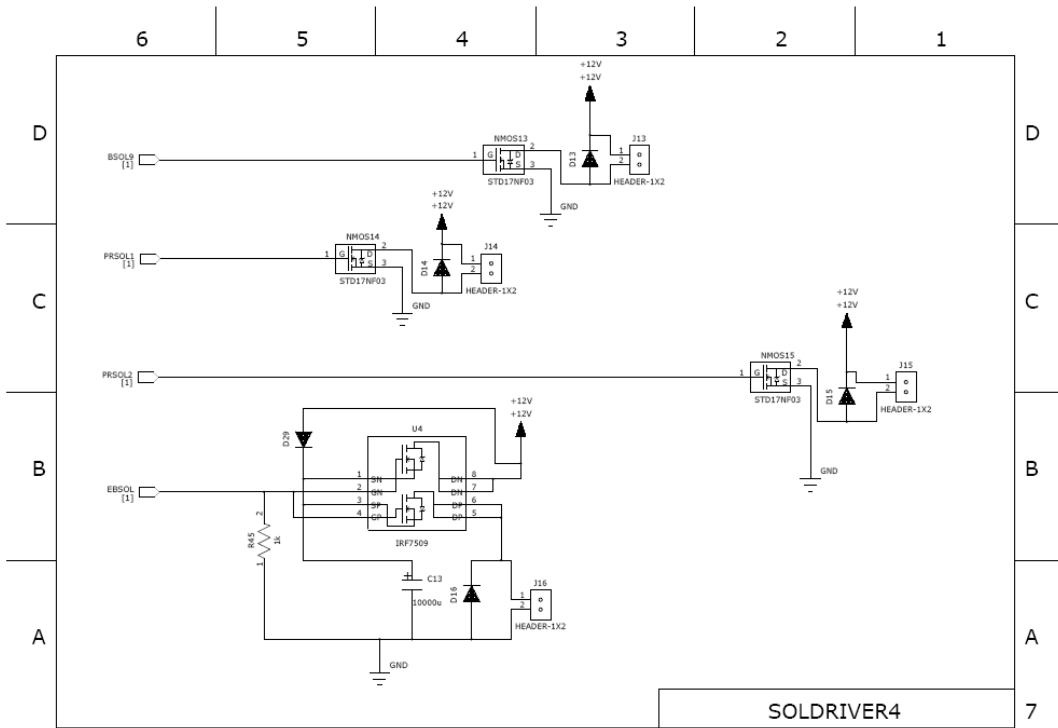 6 5 4 3 2 1
D
D
+12V
+12V
NMOS13
J13
BSOL9
[1]
1 G D S 2 3
D13
1
2
STD17NF03
HEADER-1X2
GND
+12V
+12V
NMOS14
J14
PRSOL1
[1]
1 G D S 2 3
D14
1
2
STD17NF03
HEADER-1X2
GND
C
C
+12V
+12V
NMOS15
J15
PRSOL2
[1]
1 G D S 2 3
D15
1
2
STD17NF03
HEADER-1X2
GND
B
B
+12V
+12V
D29
U4
1 SN DN 8
2 GN DN 7
3 SP DP 6
4 GP DP 5
EBSOL
[1]
IRF7509
2
R45
1k
1
C13
10000u
D16
J16
1
2
HEADER-1X2
GND
A
A
SOLDRIVER4
7